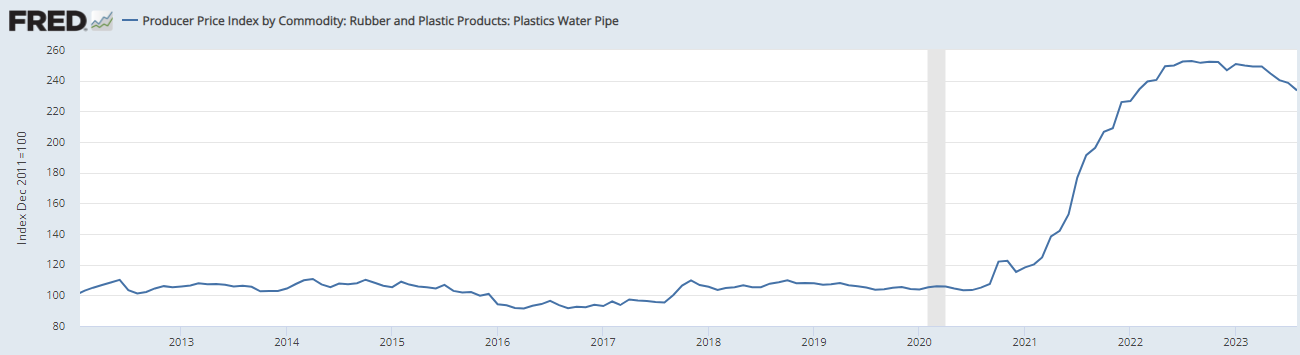 FRED
Producer Price Index by Commodity: Rubber and Plastic Products: Plastics Water Pipe
Index Dec 2011=100
260
240
220
200
180
160
140
120
100
80
2013 2014 2015 2016 2017 2018 2019 2020 2021 2022 2023